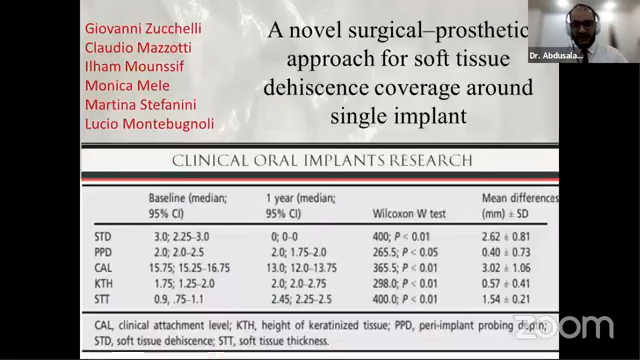 Giovanni Zucchelli
Claudio Mazzotti
Ilham Mounssif
Monica Mele
Martina Stefanini
Lucio Montebugnoli
A novel surgical–prosthetic
approach for soft tissue
dehiscence coverage around
single implant
Dr. Abdusala...
CLINICAL ORAL IMPLANTS RESEARCH
Baseline (median; 1 year (median; Mean differences
95% CI) 95% CI) Wilcoxon W test (mm) ± SD
STD 3.0; 2.25–3.0 0; 0–0 400; P < 0.01 2.62 ± 0.81
PPD 2.0; 2.0–2.5 2.0; 1.75–2.0 265.5; P < 0.05 0.40 ± 0.73
CAL 15.75; 15.25–16.75 13.0; 12.0–13.75 365.5; P < 0.01 3.02 ± 1.06
KTH 1.75; 1.25–2.0 2.0; 2.0–2.75 298.0; P < 0.01 0.57 ± 0.41
STT 0.9, .75–1.1 2.45; 2.25–2.5 400.0; P < 0.01 1.54 ± 0.21
CAL, clinical attachment level; KTH, height of keratinized tissue; PPD, peri-implant probing depth;
STD, soft tissue dehiscence; STT, soft tissue thickness.
zoom